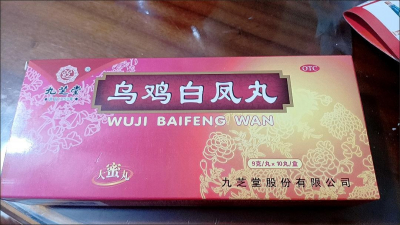 九芝堂
乌鸡白凤丸
OTC
WUJI BAIFENG WAN
9克/丸×10丸/盒
大蜜丸
九芝堂股份有限公司